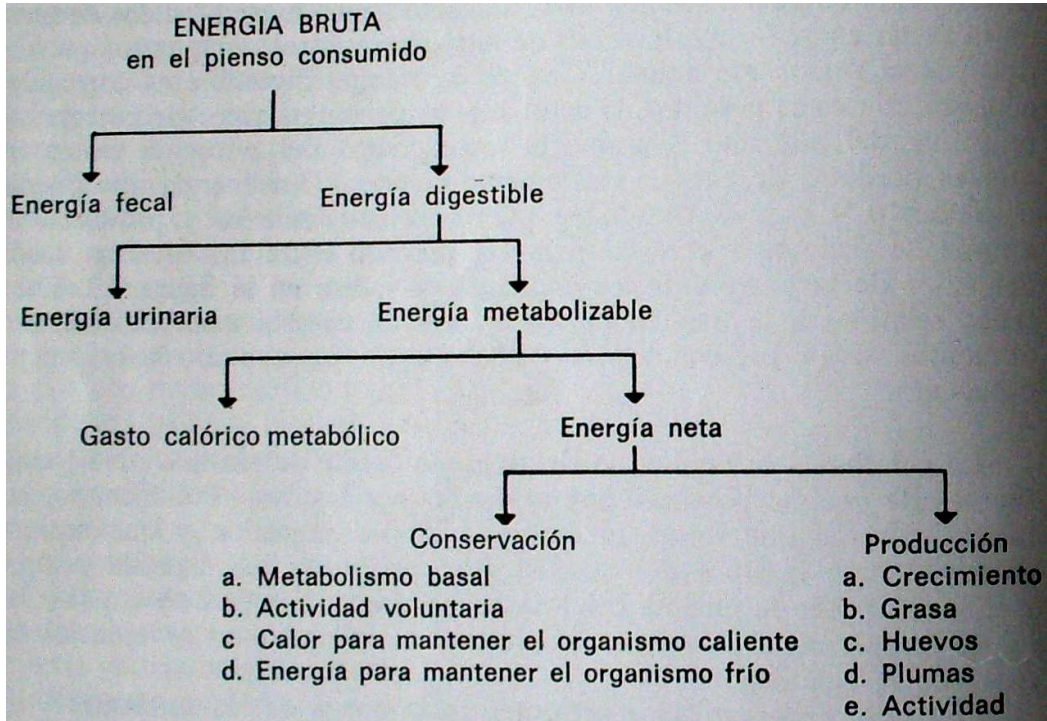 ENERGIA BRUTA
en el pienso consumido
Energía fecal
Energía digestible
Energía urinaria
Energía metabolizable
Gasto calórico metabólico
Energía neta
Conservación
a. Metabolismo basal
b. Actividad voluntaria
c Calor para mantener el organismo caliente
d. Energía para mantener el organismo frío
Producción
a. Crecimiento
b. Grasa
c. Huevos
d. Plumas
e. Actividad